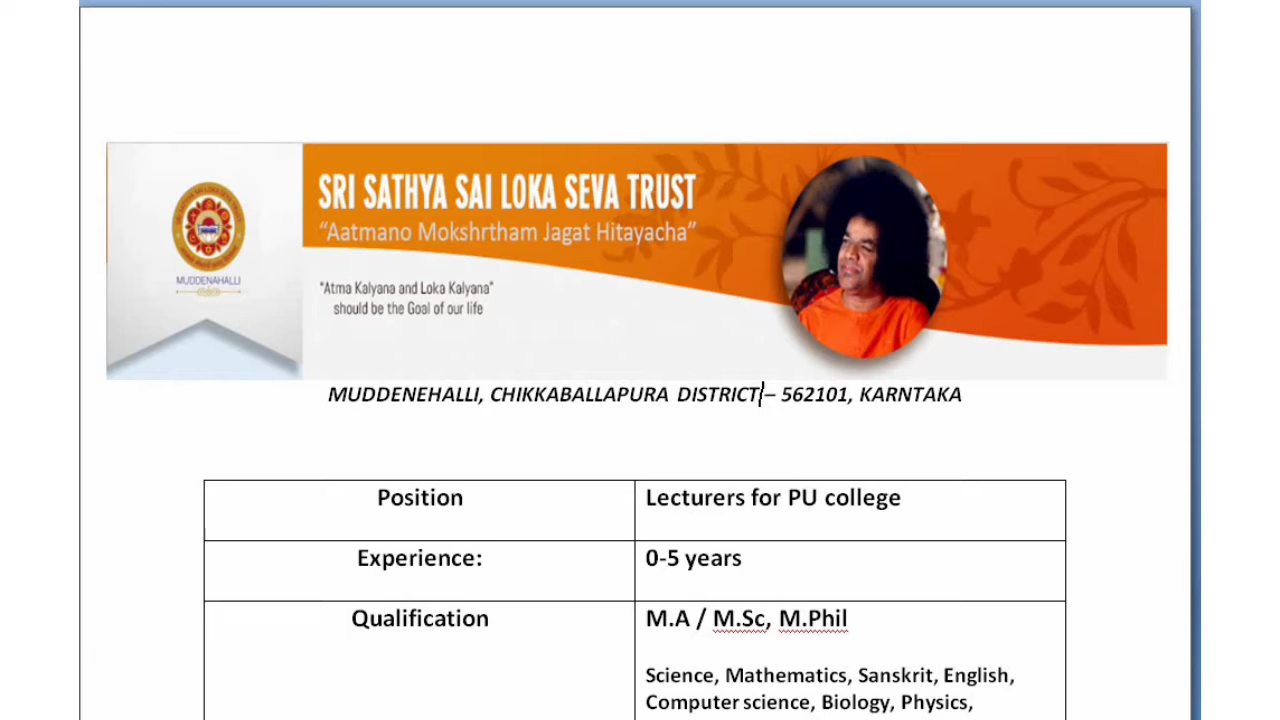 SRI SATHYA SAI LOKA SEVA TRUST
"Aatmano Mokshrtham Jagat Hitayacha"
MUDDENAHALLI
"Atma Kalyana and Loka Kalyana"
should be the Goal of our life
MUDDENEHALLI, CHIKKABALLAPURA DISTRICT – 562101, KARNTAKA
Position
Lecturers for PU college
Experience:
0-5 years
Qualification
M.A / M.Sc, M.Phil
Science, Mathematics, Sanskrit, English,
Computer science, Biology, Physics,